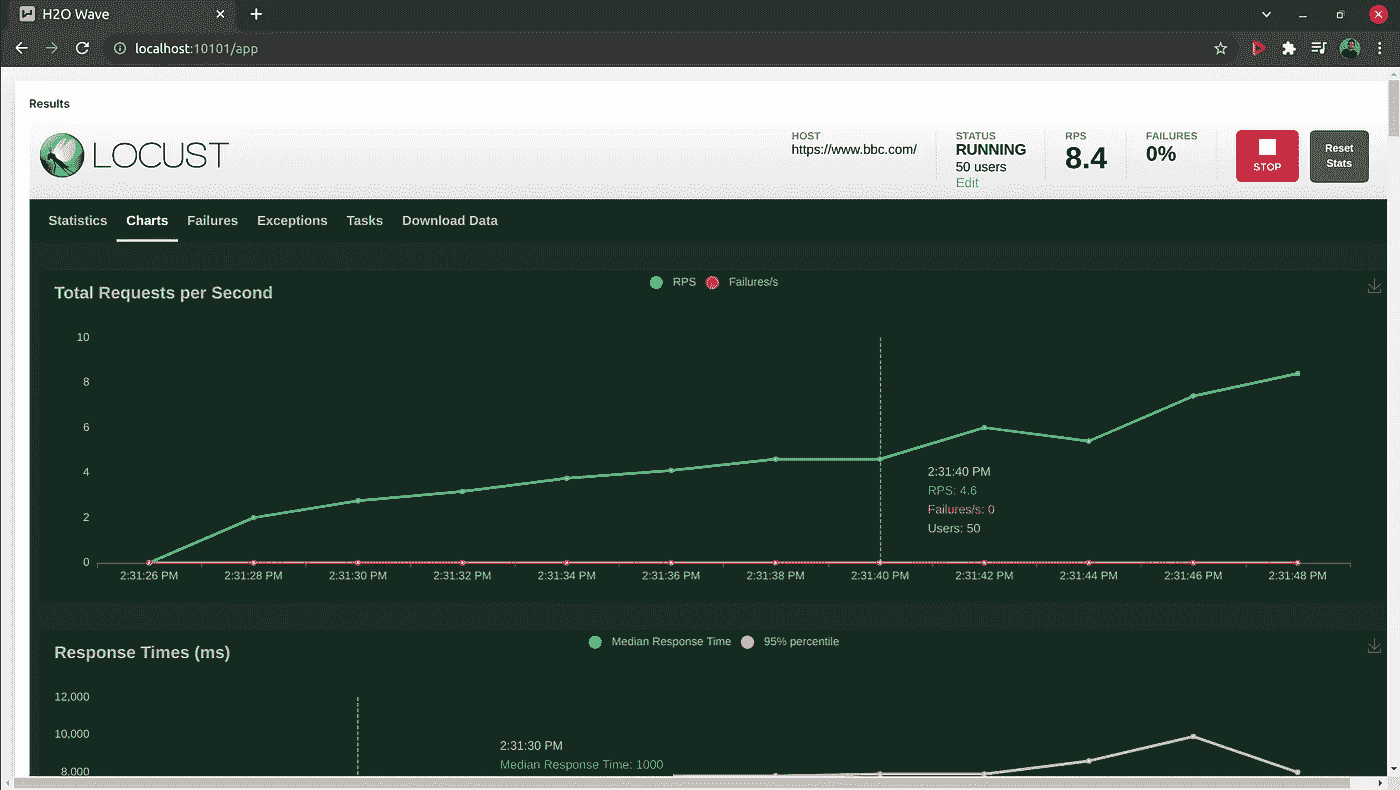 H2O Wave
localhost:10101/app
Results
LOCUST
HOST
https://www.bbc.com/
STATUS
RUNNING
50 users
Edit
RPS
8.4
FAILURES
0%
STOP
Reset
Stats
Statistics Charts Failures Exceptions Tasks Download Data
Total Requests per Second
RPS Failures/s
10
8
6
4
2
0
2:31:40 PM
RPS: 4.6
Failures/s: 0
Users: 50
2:31:26 PM 2:31:28 PM 2:31:30 PM 2:31:32 PM 2:31:34 PM 2:31:36 PM 2:31:38 PM 2:31:40 PM 2:31:42 PM 2:31:44 PM 2:31:46 PM 2:31:48 PM
Response Times (ms)
Median Response Time 95% percentile
12,000
10,000
8,000
2:31:30 PM
Median Response Time: 1000